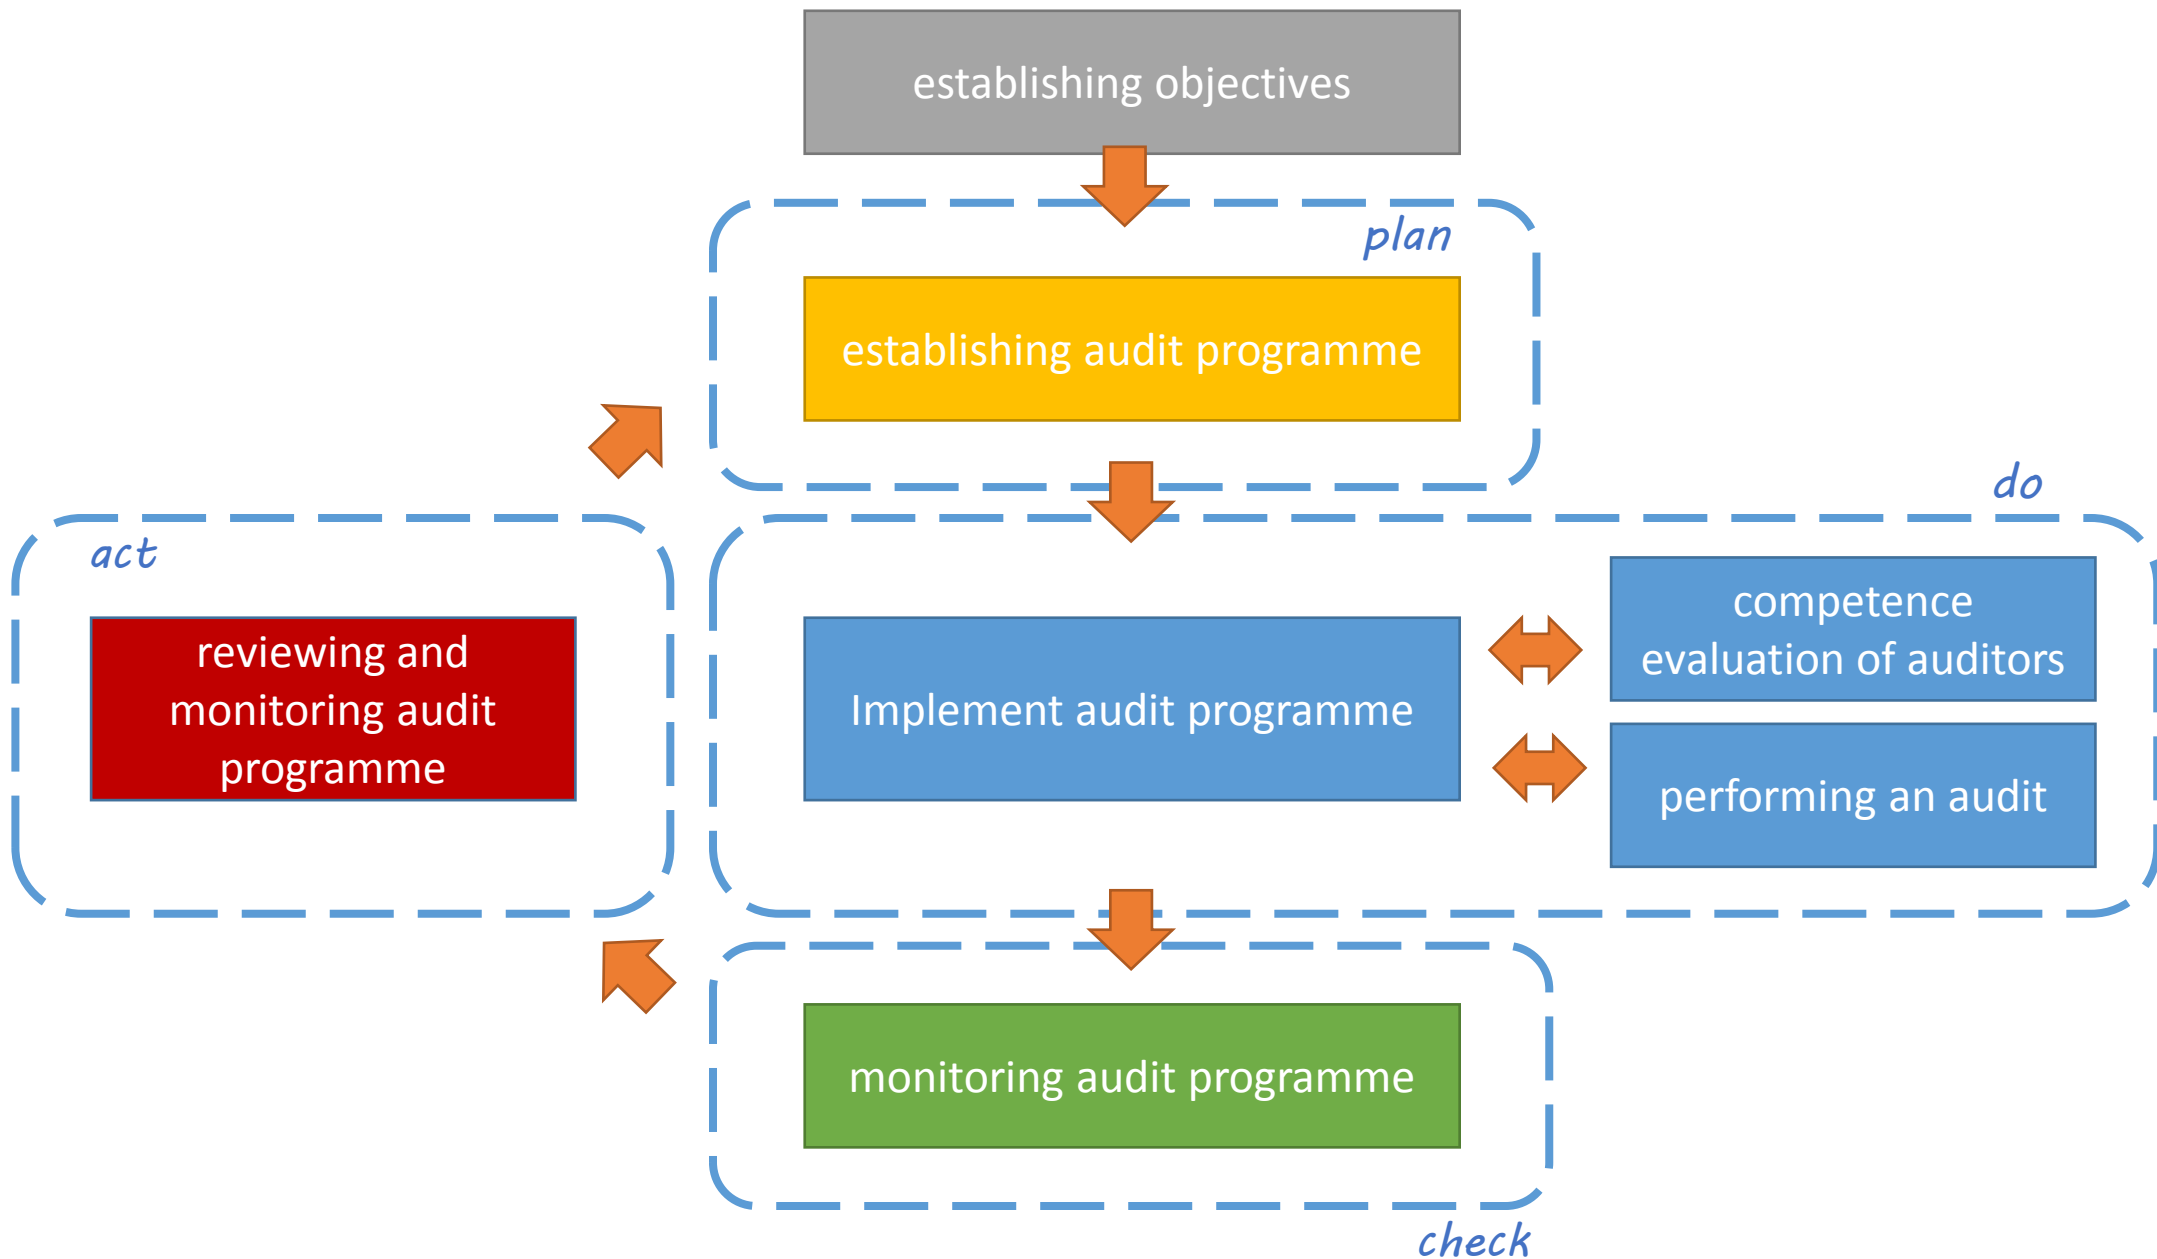 establishing objectives
plan
establishing audit programme
do
act
reviewing and
monitoring audit
programme
Implement audit programme
competence
evaluation of auditors
performing an audit
monitoring audit programme
check